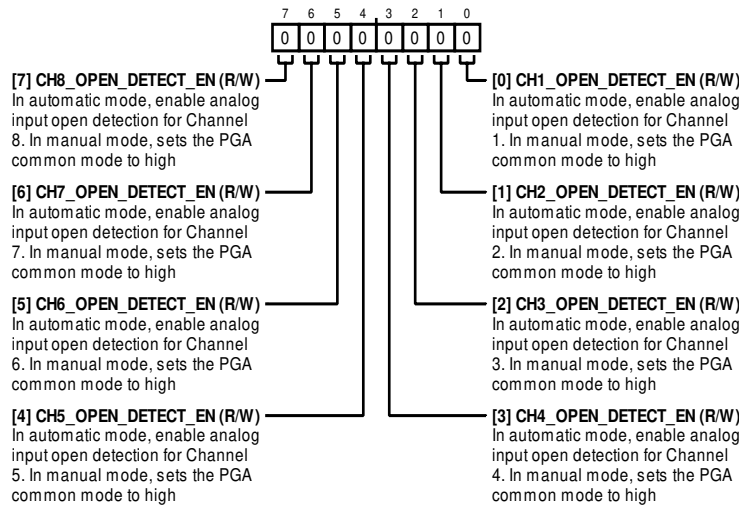 7 6 5 4 3 2 1 0
0 0 0 0 0 0 0 0
[7] CH8_OPEN_DETECT_EN (R/W)
In automatic mode, enable analog
input open detection for Channel
8. In manual mode, sets the PGA
common mode to high
[6] CH7_OPEN_DETECT_EN (R/W)
In automatic mode, enable analog
input open detection for Channel
7. In manual mode, sets the PGA
common mode to high
[5] CH6_OPEN_DETECT_EN (R/W)
In automatic mode, enable analog
input open detection for Channel
6. In manual mode, sets the PGA
common mode to high
[4] CH5_OPEN_DETECT_EN (R/W)
In automatic mode, enable analog
input open detection for Channel
5. In manual mode, sets the PGA
common mode to high
[0] CH1_OPEN_DETECT_EN (R/W)
In automatic mode, enable analog
input open detection for Channel
1. In manual mode, sets the PGA
common mode to high
[1] CH2_OPEN_DETECT_EN (R/W)
In automatic mode, enable analog
input open detection for Channel
2. In manual mode, sets the PGA
common mode to high
[2] CH3_OPEN_DETECT_EN (R/W)
In automatic mode, enable analog
input open detection for Channel
3. In manual mode, sets the PGA
common mode to high
[3] CH4_OPEN_DETECT_EN (R/W)
In automatic mode, enable analog
input open detection for Channel
4. In manual mode, sets the PGA
common mode to high